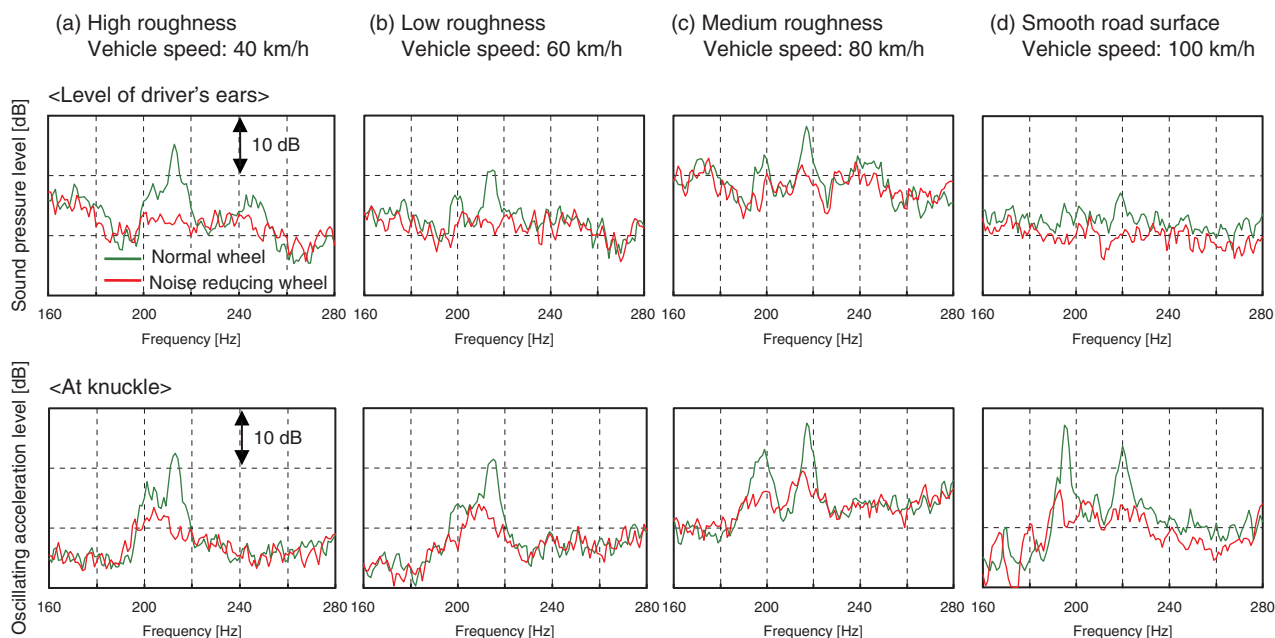 (a) High roughness
Vehicle speed: 40 km/h
(b) Low roughness
Vehicle speed: 60 km/h
(c) Medium roughness
Vehicle speed: 80 km/h
(d) Smooth road surface
Vehicle speed: 100 km/h
<Level of driver's ears>
Sound pressure level [dB]
10 dB
Normal wheel
Noise reducing wheel
160 200 240 280
Frequency [Hz]
160 200 240 280
Frequency [Hz]
160 200 240 280
Frequency [Hz]
160 200 240 280
Frequency [Hz]
<At knuckle>
Oscillating acceleration level [dB]
10 dB
160 200 240 280
Frequency [Hz]
160 200 240 280
Frequency [Hz]
160 200 240 280
Frequency [Hz]
160 200 240 280
Frequency [Hz]